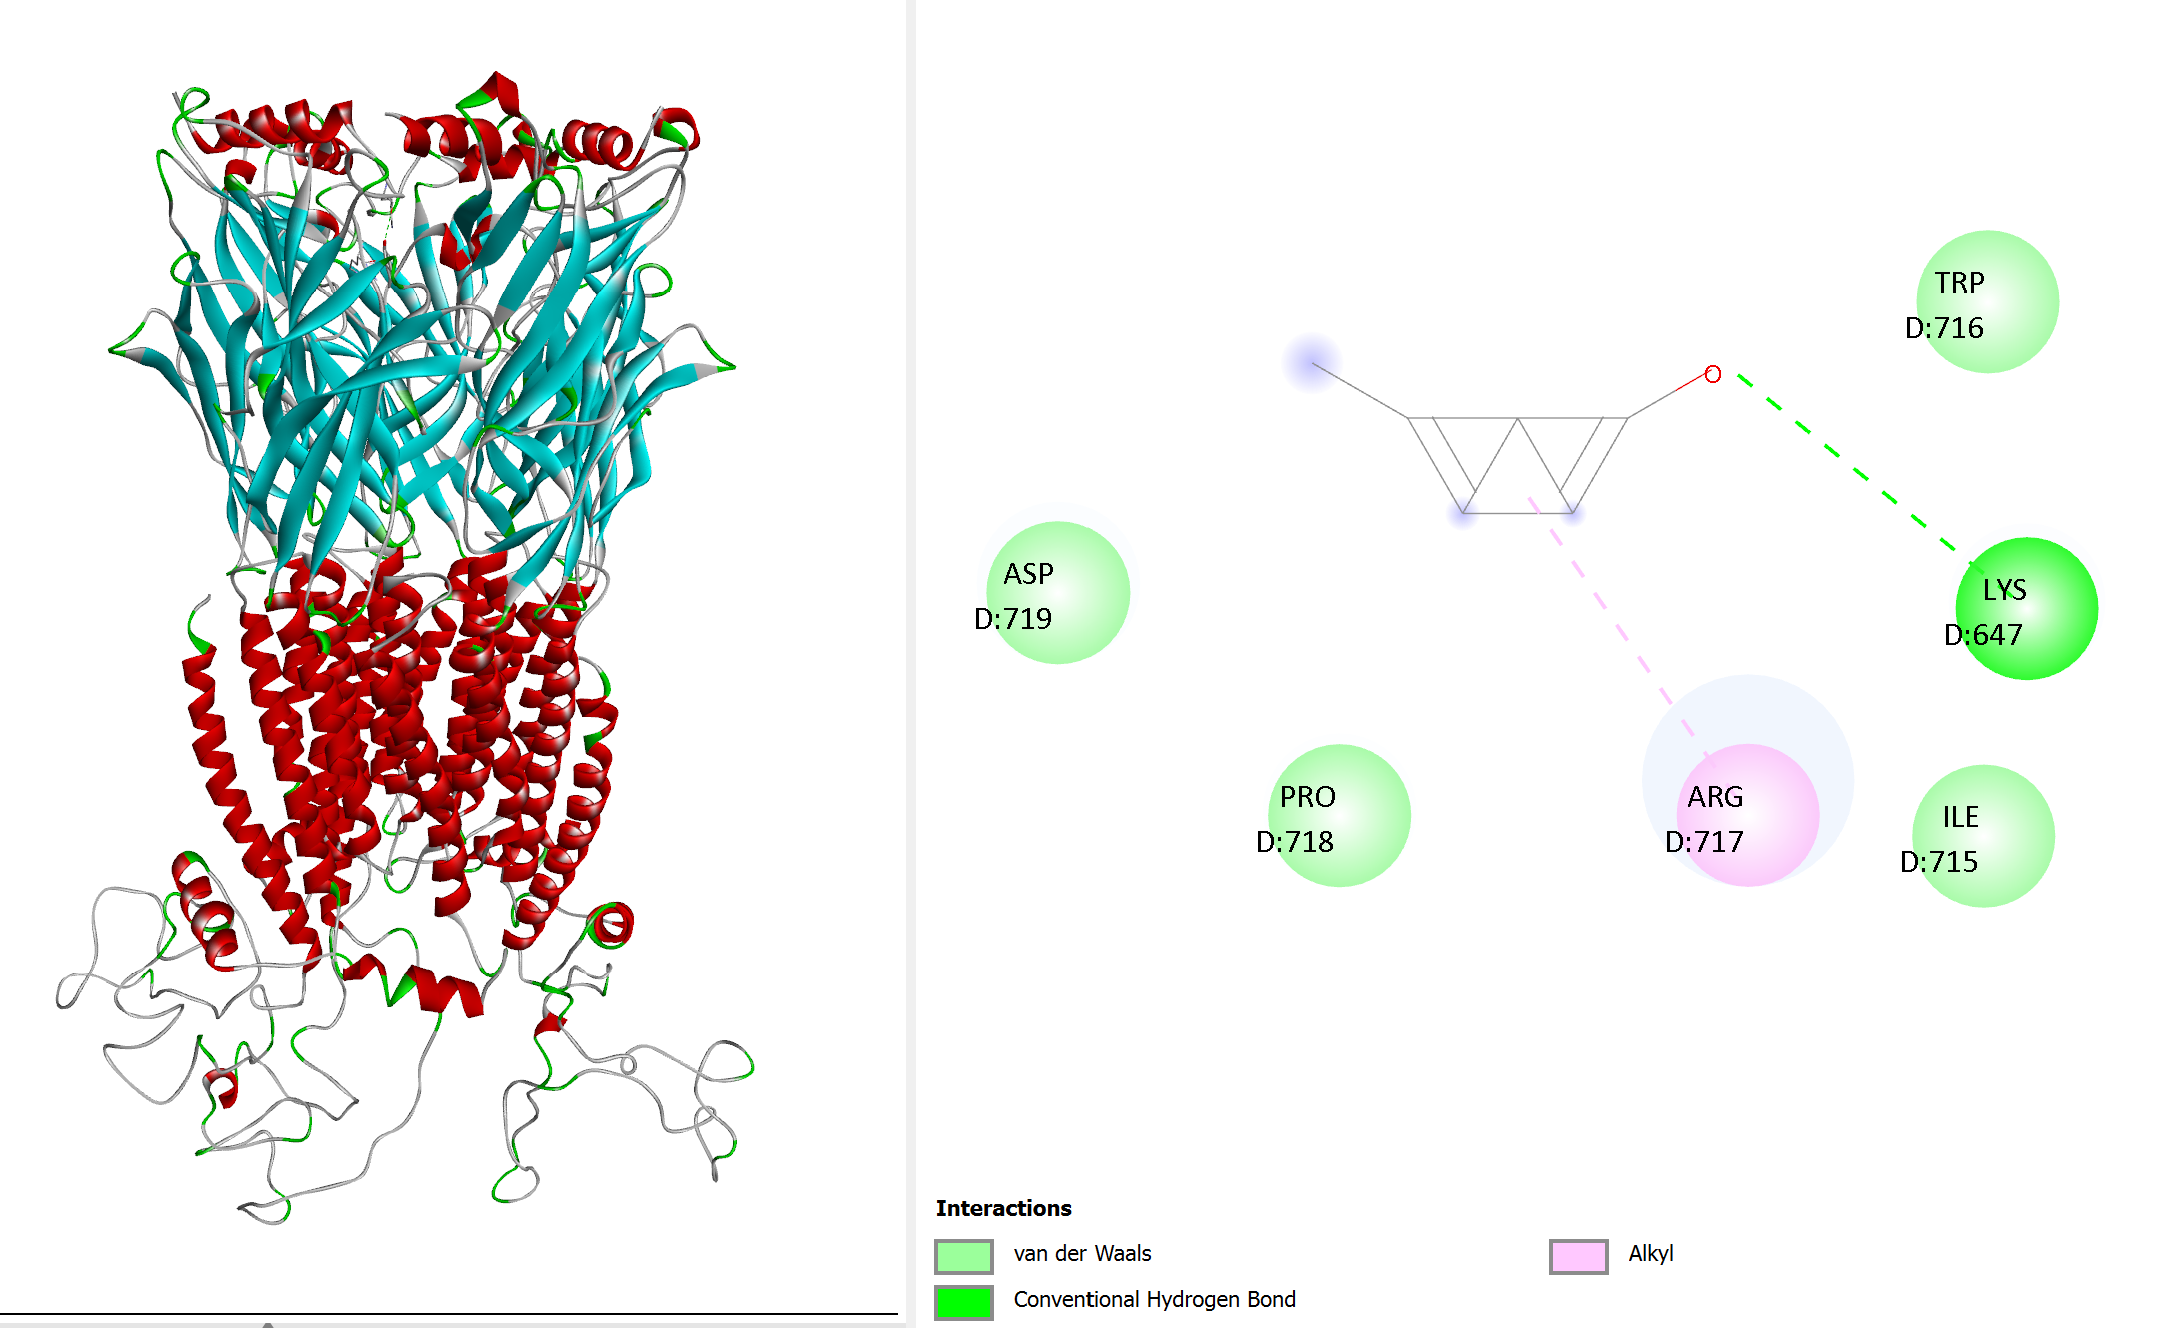 TRP
D:716
O
ASP
D:719
LYS
D:647
PRO
D:718
ARG
D:717
ILE
D:715
Interactions
van der Waals
Alkyl
Conventional Hydrogen Bond